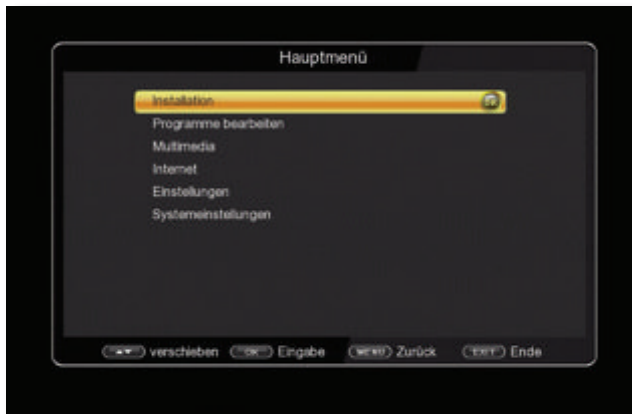 Hauptmenü
Installation
Programme bearbeiten
Multimedia
Internet
Einstellungen
Systemeinstellungen
verschieben OK Eingabe MENU Zurück EXIT Ende